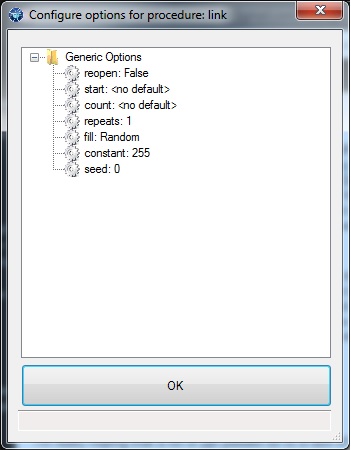 Configure options for procedure: link
Generic Options
reopen: False
start: <no default>
count: <no default>
repeats: 1
fill: Random
constant: 255
seed: 0
OK